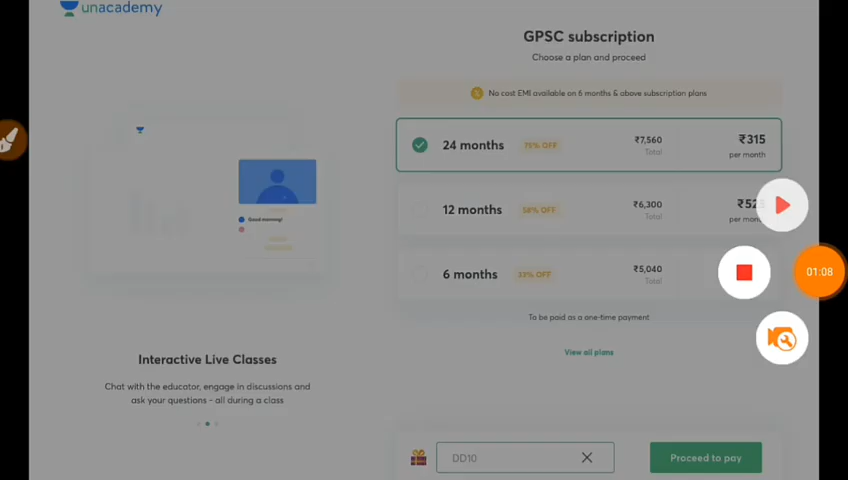 unacademy
GPSC subscription
Choose a plan and proceed
No cost EMI available on 6 months & above subscription plans
24 months 75% OFF ₹7,560 ₹315
Total per month
12 months 58% OFF ₹6,300 ₹525
Total per month
6 months 33% OFF ₹5,040
Total
To be paid as a one-time payment
View all plans
Good morning!
Interactive Live Classes
Chat with the educator, engage in discussions and
ask your questions - all during a class
DD10
Proceed to pay
01:08